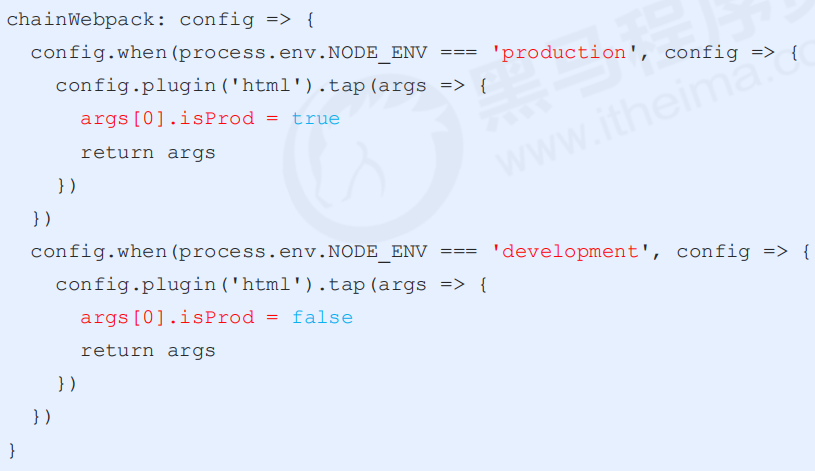 chainWebpack: config => {
  config.when(process.env.NODE_ENV === 'production', config => {
    config.plugin('html').tap(args => {
      args[0].isProd = true
      return args
    })
  })
  config.when(process.env.NODE_ENV === 'development', config => {
    config.plugin('html').tap(args => {
      args[0].isProd = false
      return args
    })
  })
}
黑马程序员
www.itheima.co